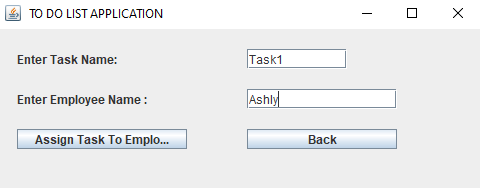 TO DO LIST APPLICATION
Enter Task Name: Task1
Enter Employee Name : Ashly
Assign Task To Emplo... Back